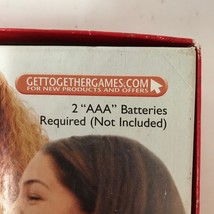 GETTOGETHERGAMES.COM
FOR NEW PRODUCTS AND OFFERS
2 "AAA" Batteries
Required (Not Included)